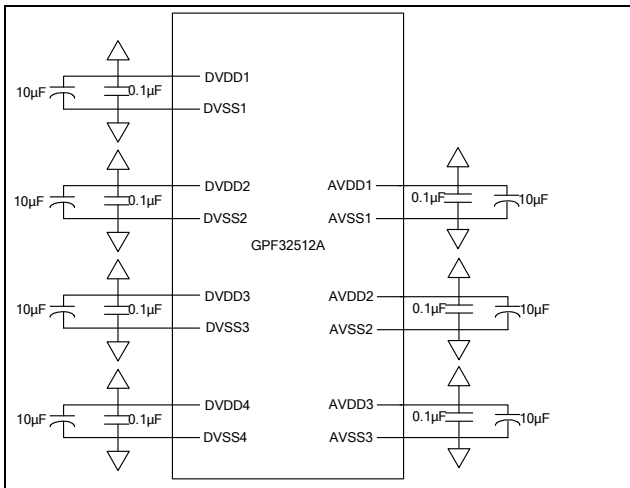 DVDD1
10µF
0.1µF
DVSS1
DVDD2
AVDD1
10µF
0.1µF
0.1µF
10µF
DVSS2
AVSS1
GPF32512A
DVDD3
AVDD2
10µF
0.1µF
0.1µF
10µF
DVSS3
AVSS2
DVDD4
AVDD3
10µF
0.1µF
0.1µF
10µF
DVSS4
AVSS3